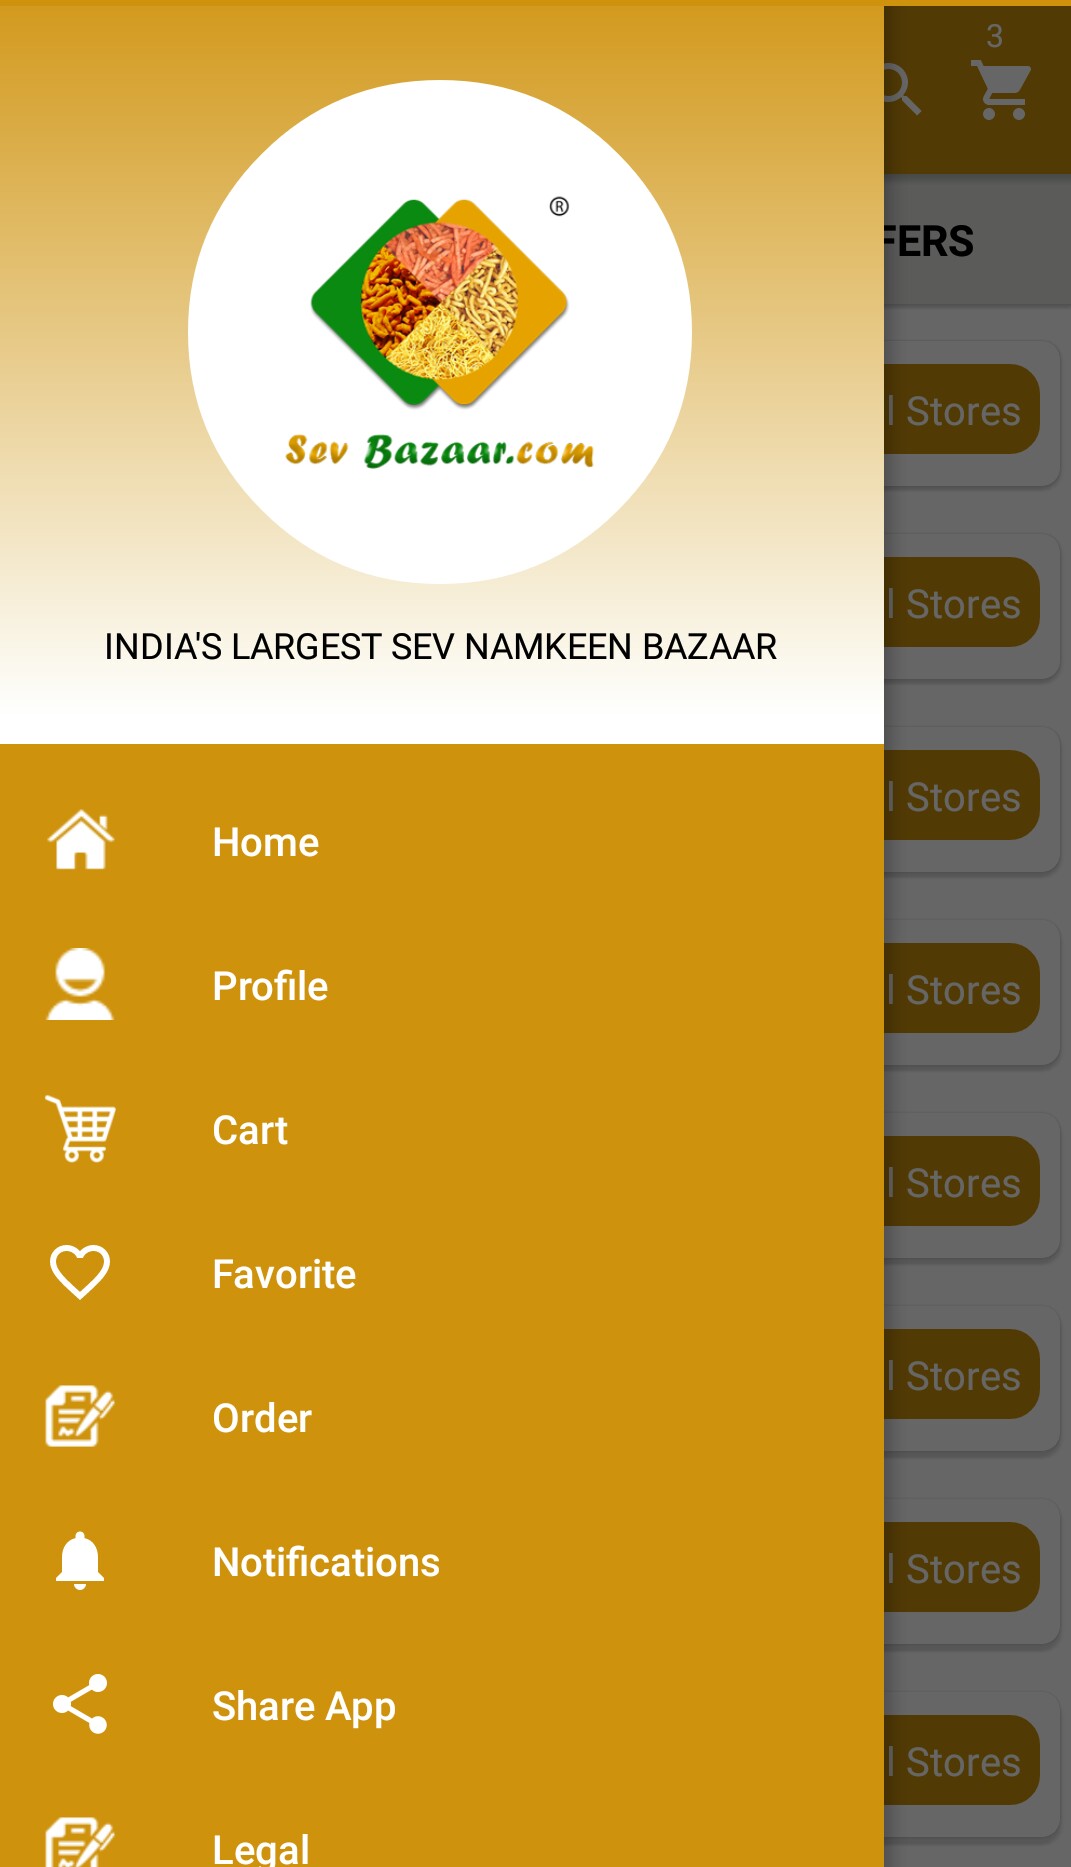 3
®
Sev Bazaar.com
INDIA'S LARGEST SEV NAMKEEN BAZAAR
Home
Profile
Cart
Favorite
Order
Notifications
Share App
Legal
FERS
l Stores
l Stores
l Stores
l Stores
l Stores
l Stores
l Stores
l Stores